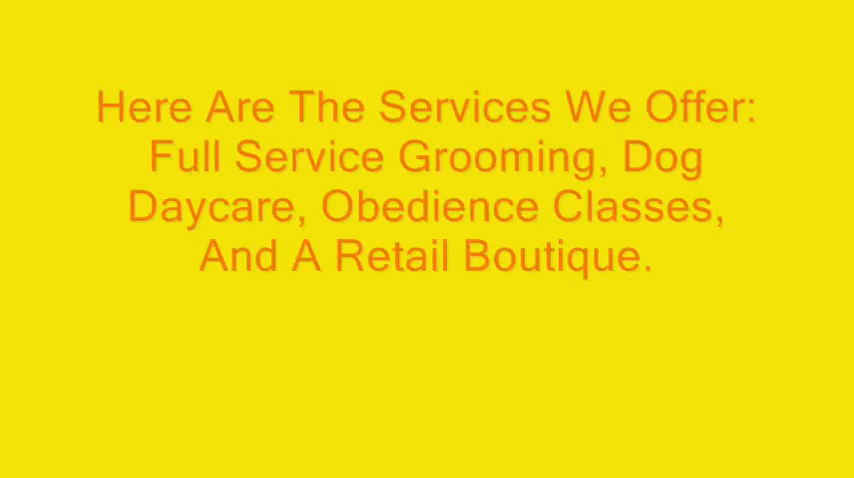 Here Are The Services We Offer:
Full Service Grooming, Dog
Daycare, Obedience Classes,
And A Retail Boutique.